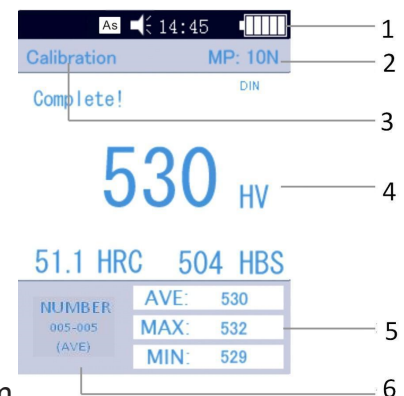 As 14:45 1
Calibration MP: 10N 2
Complete! DIN
3
530 HV 4
51.1 HRC 504 HBS
NUMBER
005-005
(AVE)
AVE: 530
MAX: 532 5
MIN: 529
6